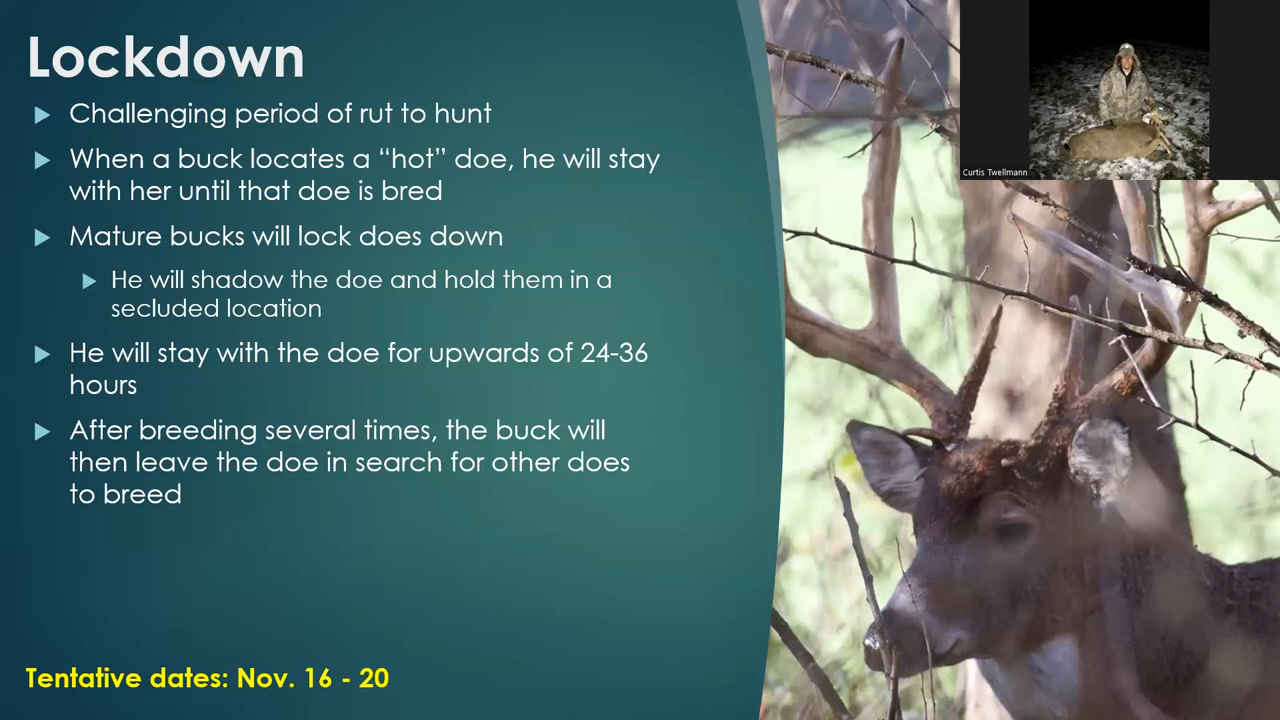 Lockdown
Challenging period of rut to hunt
When a buck locates a “hot” doe, he will stay
with her until that doe is bred
Mature bucks will lock does down
He will shadow the doe and hold them in a
secluded location
He will stay with the doe for upwards of 24-36
hours
After breeding several times, the buck will
then leave the doe in search for other does
to breed
Tentative dates: Nov. 16 - 20
Curtis Twellmann